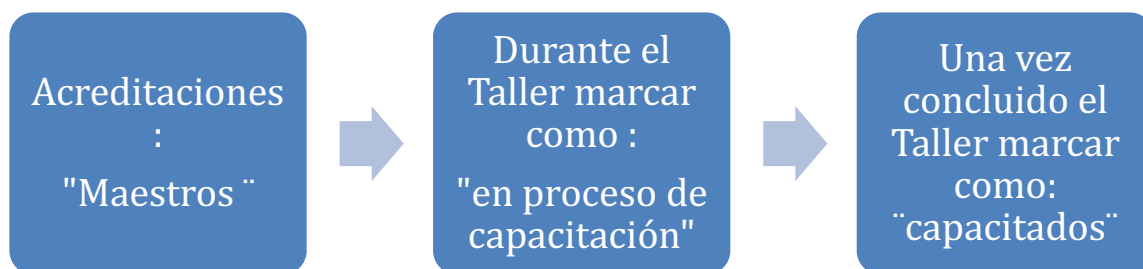 Acreditaciones
:
"Maestros ¨
Durante el
Taller marcar
como :
"en proceso de
capacitación"
Una vez
concluido el
Taller marcar
como:
¨capacitados¨